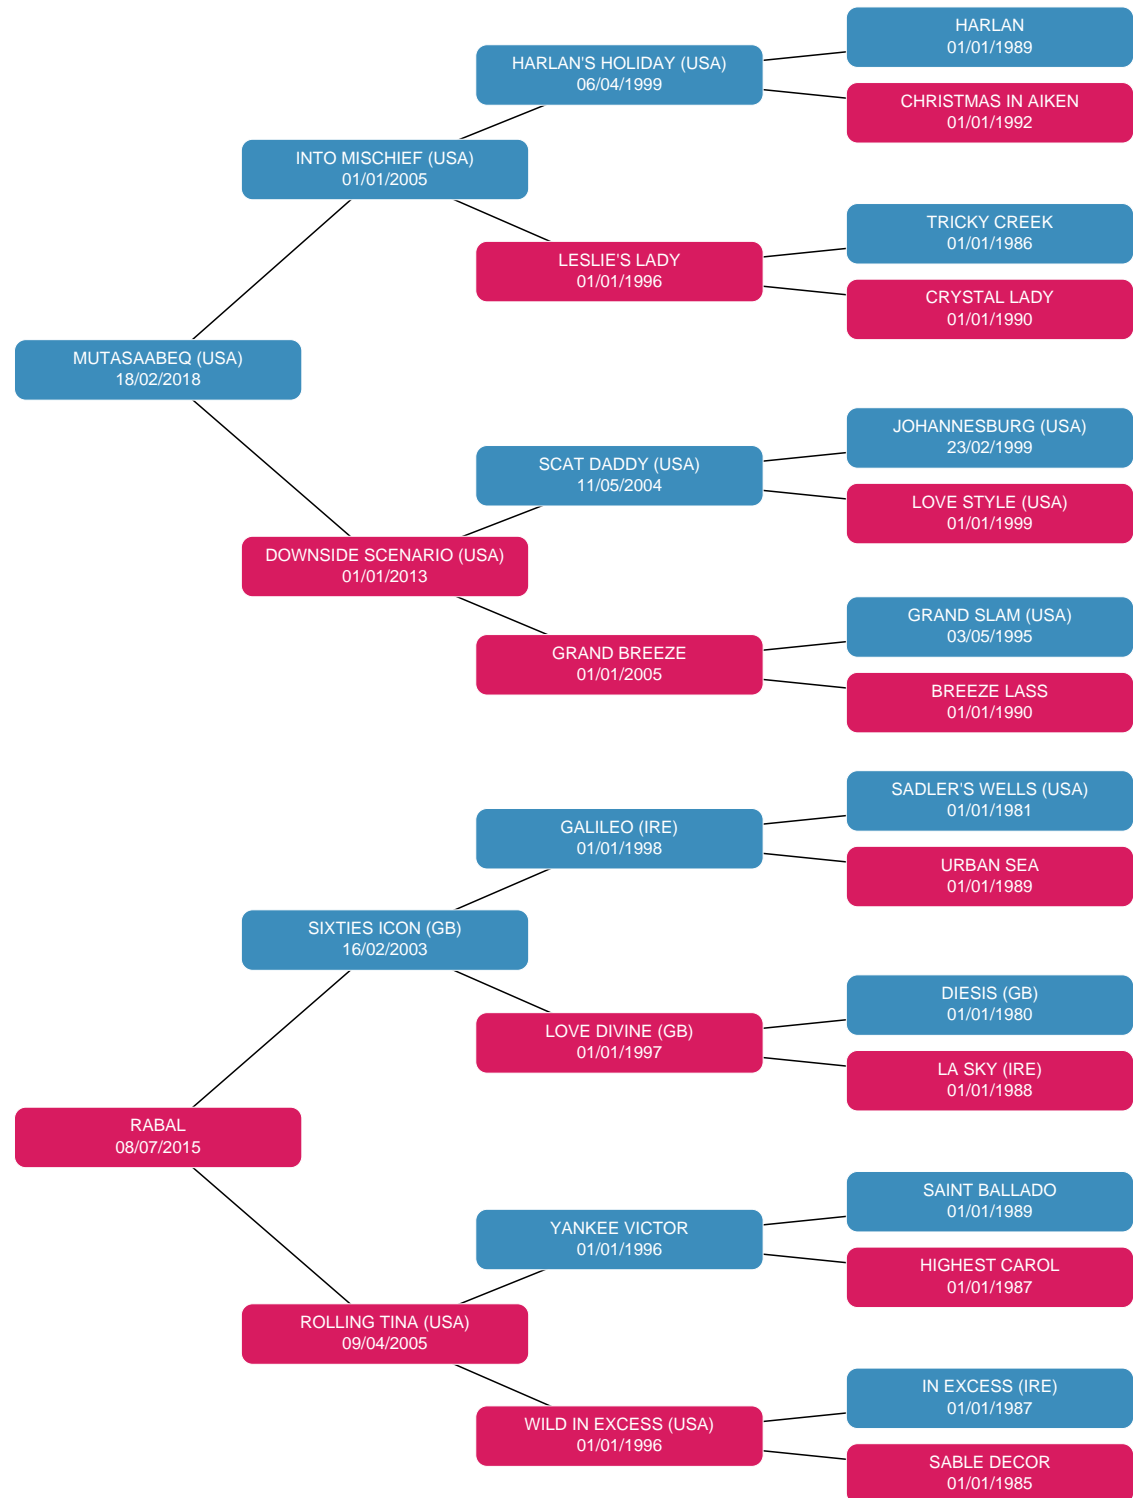 HARLAN
01/01/1989
HARLAN'S HOLIDAY (USA)
06/04/1999
CHRISTMAS IN AIKEN
01/01/1992
INTO MISCHIEF (USA)
01/01/2005
TRICKY CREEK
01/01/1986
LESLIE'S LADY
01/01/1996
CRYSTAL LADY
01/01/1990
MUTASAABEQ (USA)
18/02/2018
JOHANNESBURG (USA)
23/02/1999
SCAT DADDY (USA)
11/05/2004
LOVE STYLE (USA)
01/01/1999
DOWNSIDE SCENARIO (USA)
01/01/2013
GRAND SLAM (USA)
03/05/1995
GRAND BREEZE
01/01/2005
BREEZE LASS
01/01/1990
SADLER'S WELLS (USA)
01/01/1981
GALILEO (IRE)
01/01/1998
URBAN SEA
01/01/1989
SIXTIES ICON (GB)
16/02/2003
DIESIS (GB)
01/01/1980
LOVE DIVINE (GB)
01/01/1997
LA SKY (IRE)
01/01/1988
RABAL
08/07/2015
SAINT BALLADO
01/01/1989
YANKEE VICTOR
01/01/1996
HIGHEST CAROL
01/01/1987
ROLLING TINA (USA)
09/04/2005
IN EXCESS (IRE)
01/01/1987
WILD IN EXCESS (USA)
01/01/1996
SABLE DECOR
01/01/1985